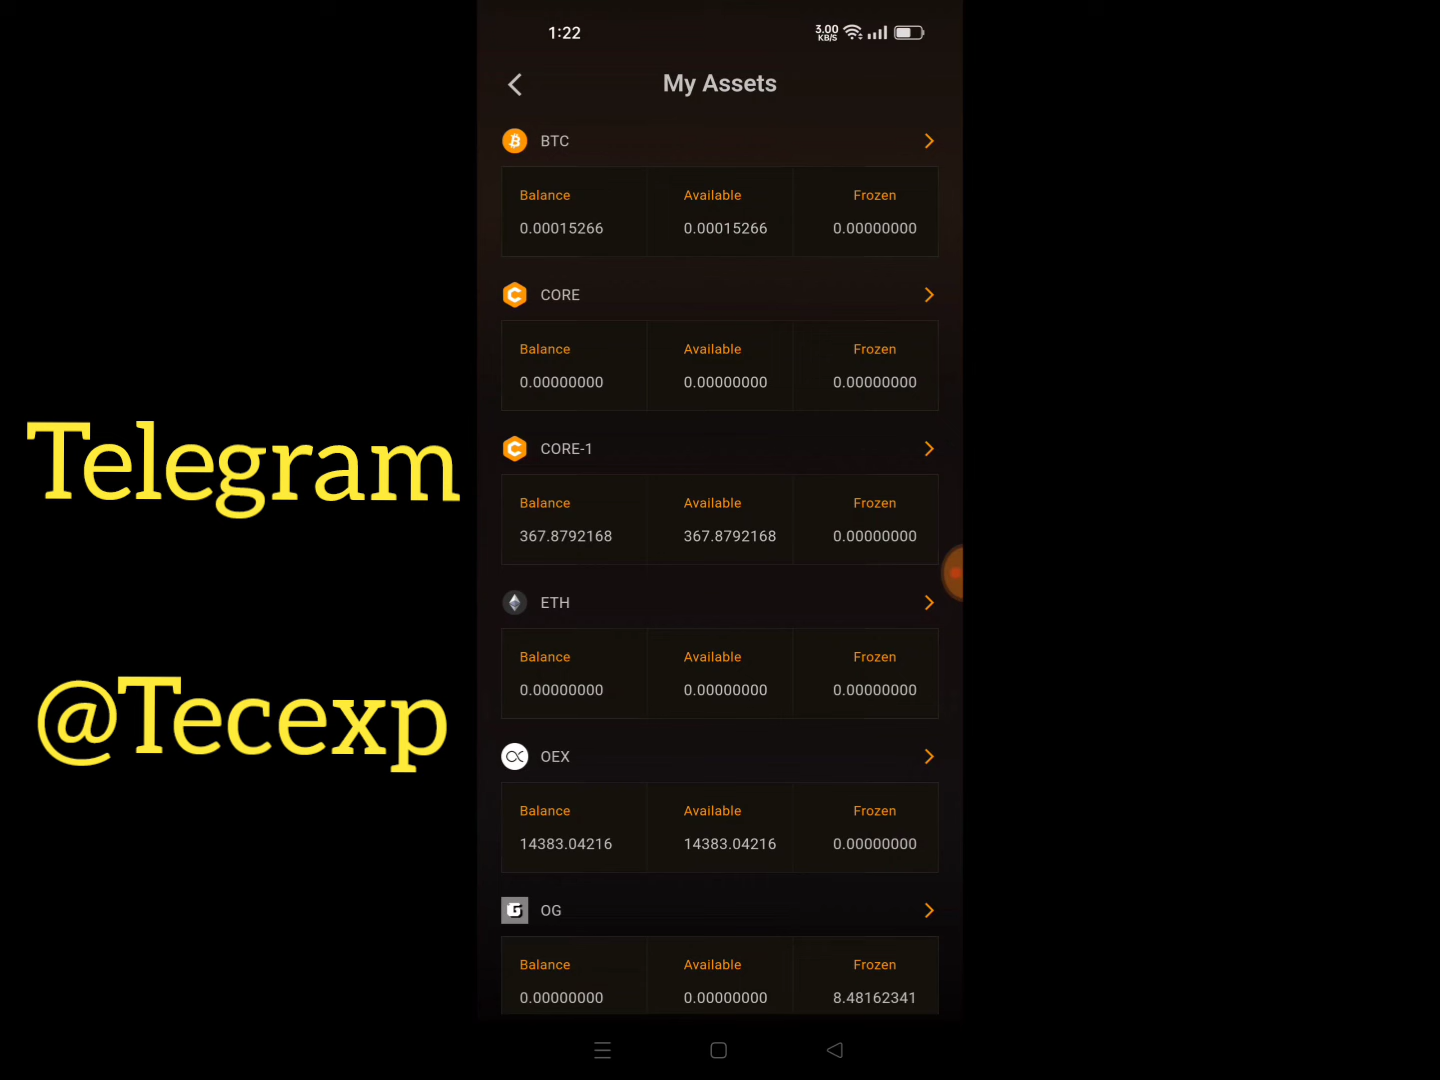 1:22
3.00
KB/S
My Assets
BTC
Balance Available Frozen
0.00015266 0.00015266 0.00000000
CORE
Balance Available Frozen
0.00000000 0.00000000 0.00000000
CORE-1
Balance Available Frozen
367.8792168 367.8792168 0.00000000
ETH
Balance Available Frozen
0.00000000 0.00000000 0.00000000
OEX
Balance Available Frozen
14383.04216 14383.04216 0.00000000
OG
Balance Available Frozen
0.00000000 0.00000000 8.48162341
Telegram
@Tecexp